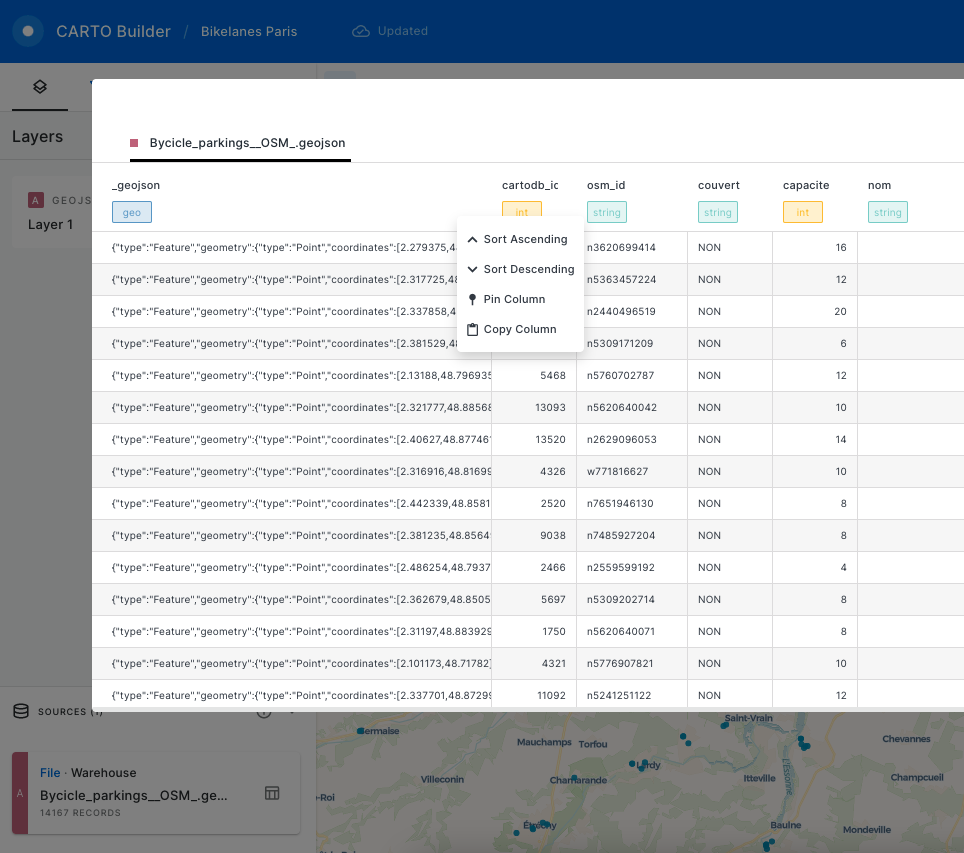 CARTO Builder / Bikelanes Paris Updated
Layers
A GEOJS
Layer 1
Bycicle_parkings__OSM_.geojson
_geojson cartodb_id osm_id couvert capacite nom
geo int string string int string
{"type":"Feature","geometry":{"type":"Point","coordinates":[2.279375,4 n3620699414 NON 16
{"type":"Feature","geometry":{"type":"Point","coordinates":[2.317725,48 n5363457224 NON 12
{"type":"Feature","geometry":{"type":"Point","coordinates":[2.337858,4 n2440496519 NON 20
{"type":"Feature","geometry":{"type":"Point","coordinates":[2.381529,48 n5309171209 NON 6
Sort Ascending
Sort Descending
Pin Column
Copy Column
{"type":"Feature","geometry":{"type":"Point","coordinates":[2.13188,48.796935 5468 n5760702787 NON 12
{"type":"Feature","geometry":{"type":"Point","coordinates":[2.321777,48.8856 13093 n5620640042 NON 10
{"type":"Feature","geometry":{"type":"Point","coordinates":[2.40627,48.87746 13520 n2629096053 NON 14
{"type":"Feature","geometry":{"type":"Point","coordinates":[2.316916,48.8169 4326 w771816627 NON 10
{"type":"Feature","geometry":{"type":"Point","coordinates":[2.442339,48.8581 2520 n7651946130 NON 8
{"type":"Feature","geometry":{"type":"Point","coordinates":[2.381235,48.8564 9038 n7485927204 NON 8
{"type":"Feature","geometry":{"type":"Point","coordinates":[2.486254,48.7937 2466 n2559599192 NON 4
{"type":"Feature","geometry":{"type":"Point","coordinates":[2.362679,48.8505 5697 n5309202714 NON 8
{"type":"Feature","geometry":{"type":"Point","coordinates":[2.31197,48.883929 1750 n5620640071 NON 8
{"type":"Feature","geometry":{"type":"Point","coordinates":[2.101173,48.71782] 4321 n5776907821 NON 10
{"type":"Feature","geometry":{"type":"Point","coordinates":[2.337701,48.8729 11092 n5241251122 NON 12
SOURCES (1)
File · Warehouse
A Bycicle_parkings__OSM_.ge...
14167 RECORDS
Saint-Vrain
Sermaise
Mauchamps
Torfou
Chevannes
Lardy
Villeconin
Chamarande
Itteville
Champcueil
-Roi
L'Essonne
Étréchy
Baulne
Mondeville